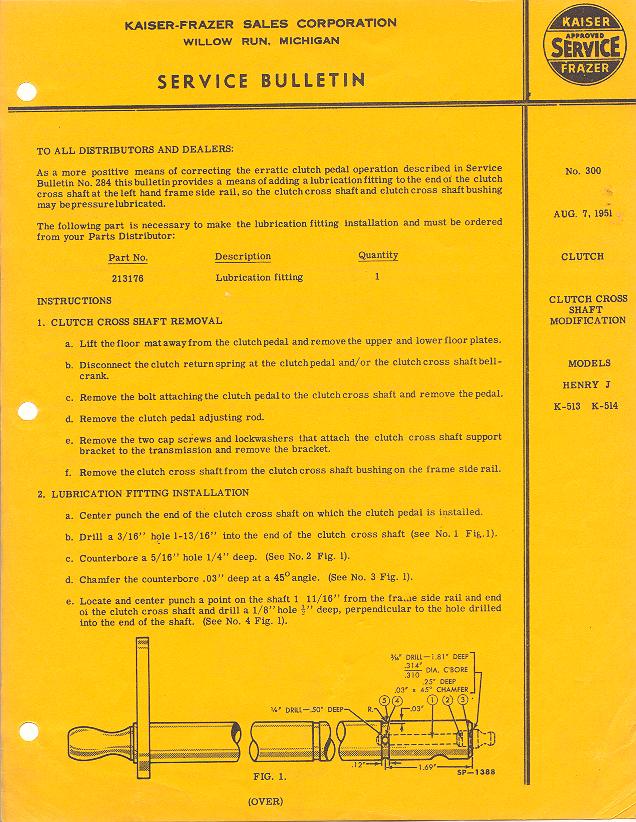 KAISER-FRAZER SALES CORPORATION
WILLOW RUN, MICHIGAN
SERVICE BULLETIN
KAISER
APPROVED
SERVICE
FRAZER
TO ALL DISTRIBUTORS AND DEALERS:
As a more positive means of correcting the erratic clutch pedal operation described in Service
Bulletin No. 284 this bulletin provides a means of adding a lubrication fitting to the end of the clutch
cross shaft at the left hand frame side rail, so the clutch cross shaft and clutch cross shaft bushing
may be pressure lubricated.
The following part is necessary to make the lubrication fitting installation and must be ordered
from your Parts Distributor:
Part No. Description Quantity
213176 Lubrication fitting 1
INSTRUCTIONS
1. CLUTCH CROSS SHAFT REMOVAL
a. Lift the floor mat away from the clutch pedal and remove the upper and lower floor plates.
b. Disconnect the clutch return spring at the clutch pedal and/or the clutch cross shaft bell-
crank.
c. Remove the bolt attaching the clutch pedal to the clutch cross shaft and remove the pedal.
d. Remove the clutch pedal adjusting rod.
e. Remove the two cap screws and lockwashers that attach the clutch cross shaft support
bracket to the transmission and remove the bracket.
f. Remove the clutch cross shaft from the clutch cross shaft bushing on the frame side rail.
2. LUBRICATION FITTING INSTALLATION
a. Center punch the end of the clutch cross shaft on which the clutch pedal is installed.
b. Drill a 3/16" hole 1-13/16" into the end of the clutch cross shaft (see No. 1 Fig. 1).
c. Counterbore a 5/16" hole 1/4" deep. (See No. 2 Fig. 1).
d. Chamfer the counterbore .03" deep at a 45° angle. (See No. 3 Fig. 1).
e. Locate and center punch a point on the shaft 1 11/16" from the frame side rail and end
of the clutch cross shaft and drill a 1/8" hole ½" deep, perpendicular to the hole drilled
into the end of the shaft. (See No. 4 Fig. 1).
No. 300
AUG. 7, 1951
CLUTCH
CLUTCH CROSS
SHAFT
MODIFICATION
MODELS
HENRY J
K-513 K-514
3/16" DRILL—1.81" DEEP
.314"
.310 DIA. C'BORE
.25" DEEP
.03" x 45° CHAMFER
DRILL—.50" DEEP
R.
.03"
5 4 1 2 3
.12"
1.69"
SP-1388
FIG. 1.
(OVER)